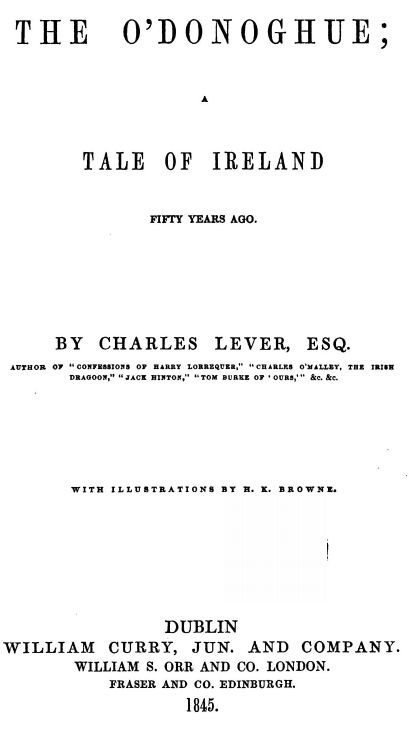 THE O'DONOGHUE;
A
TALE OF IRELAND
FIFTY YEARS AGO.
BY CHARLES LEVER, ESQ.
AUTHOR OF "CONFESSIONS OF HARRY LORREQUER," "CHARLES O'MALLEY, THE IRISH
DRAGOON," "JACK HINTON," "TOM BURKE OF 'OURS,'" &c. &c.
WITH ILLUSTRATIONS BY H. K. BROWNE.
DUBLIN
WILLIAM CURRY, JUN. AND COMPANY.
WILLIAM S. ORR AND CO. LONDON.
FRASER AND CO. EDINBURGH.
1845.